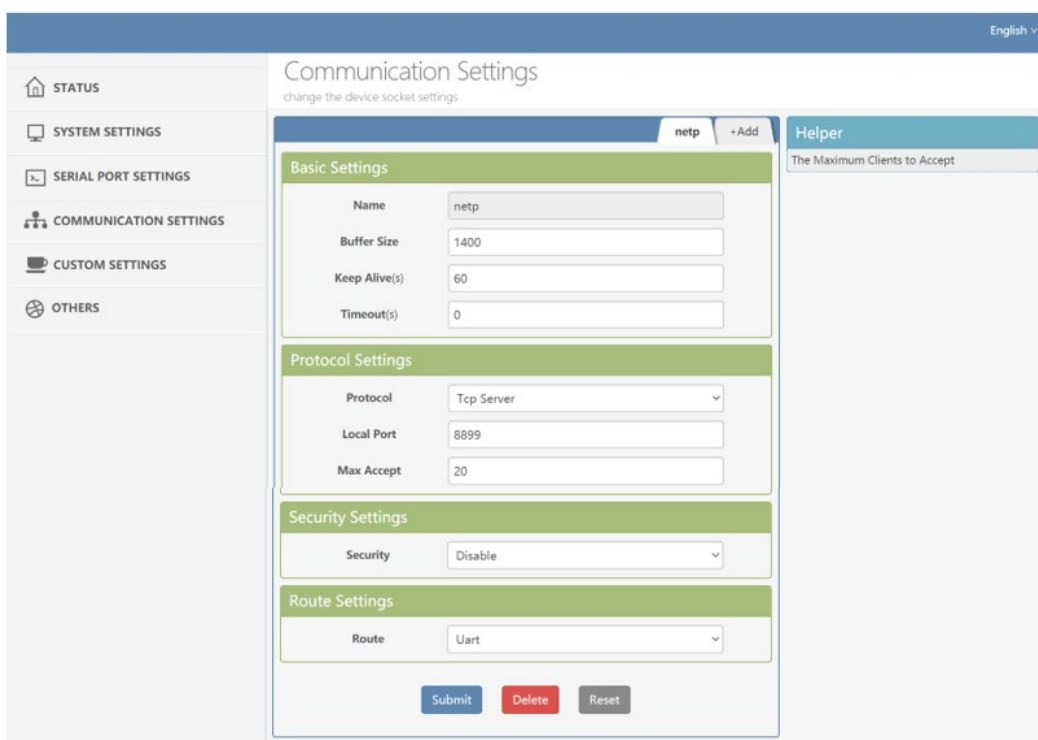 English
STATUS
SYSTEM SETTINGS
SERIAL PORT SETTINGS
COMMUNICATION SETTINGS
CUSTOM SETTINGS
OTHERS
Communication Settings
change the device socket settings
netp +Add
Basic Settings
Name netp
Buffer Size 1400
Keep Alive(s) 60
Timeout(s) 0
Protocol Settings
Protocol Tcp Server
Local Port 8899
Max Accept 20
Security Settings
Security Disable
Route Settings
Route Uart
Submit Delete Reset
Helper
The Maximum Clients to Accept